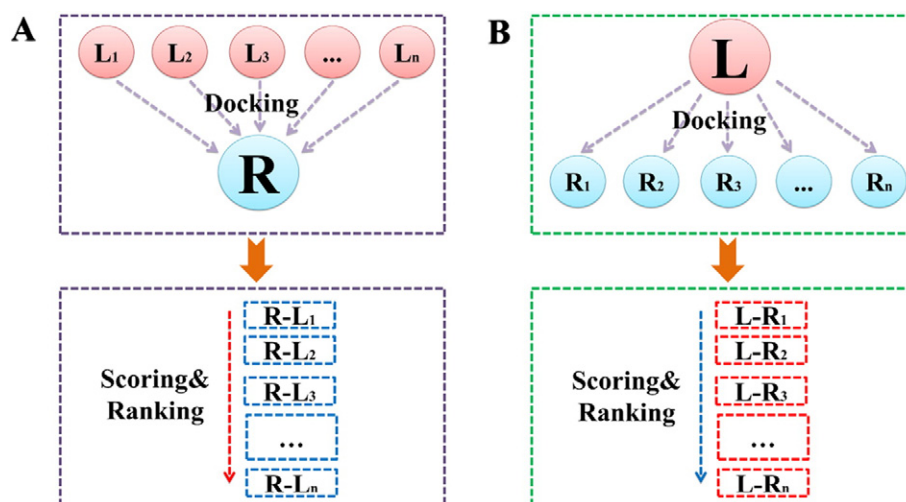 A
L1 L2 L3 ... Ln
Docking
R
R-L1
R-L2
R-L3
...
R-Ln
Scoring&
Ranking
B
L
Docking
R1 R2 R3 ... Rn
L-R1
L-R2
L-R3
...
L-Rn
Scoring&
Ranking